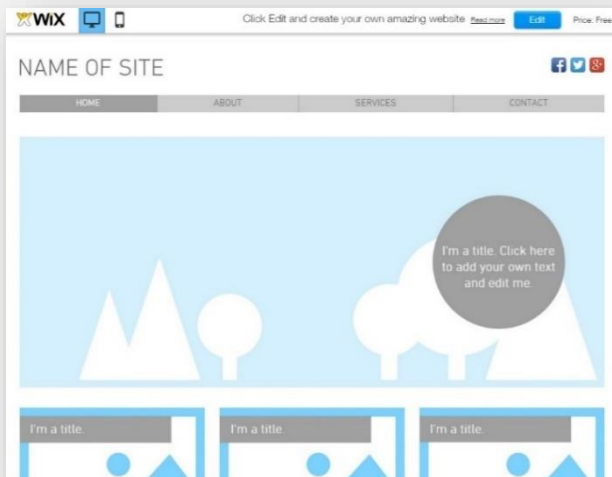 WiX Click Edit and create your own amazing website Read more Edit Price: Free
NAME OF SITE
HOME ABOUT SERVICES CONTACT
I'm a title. Click here
to add your own text
and edit me.
I'm a title. I'm a title. I'm a title.